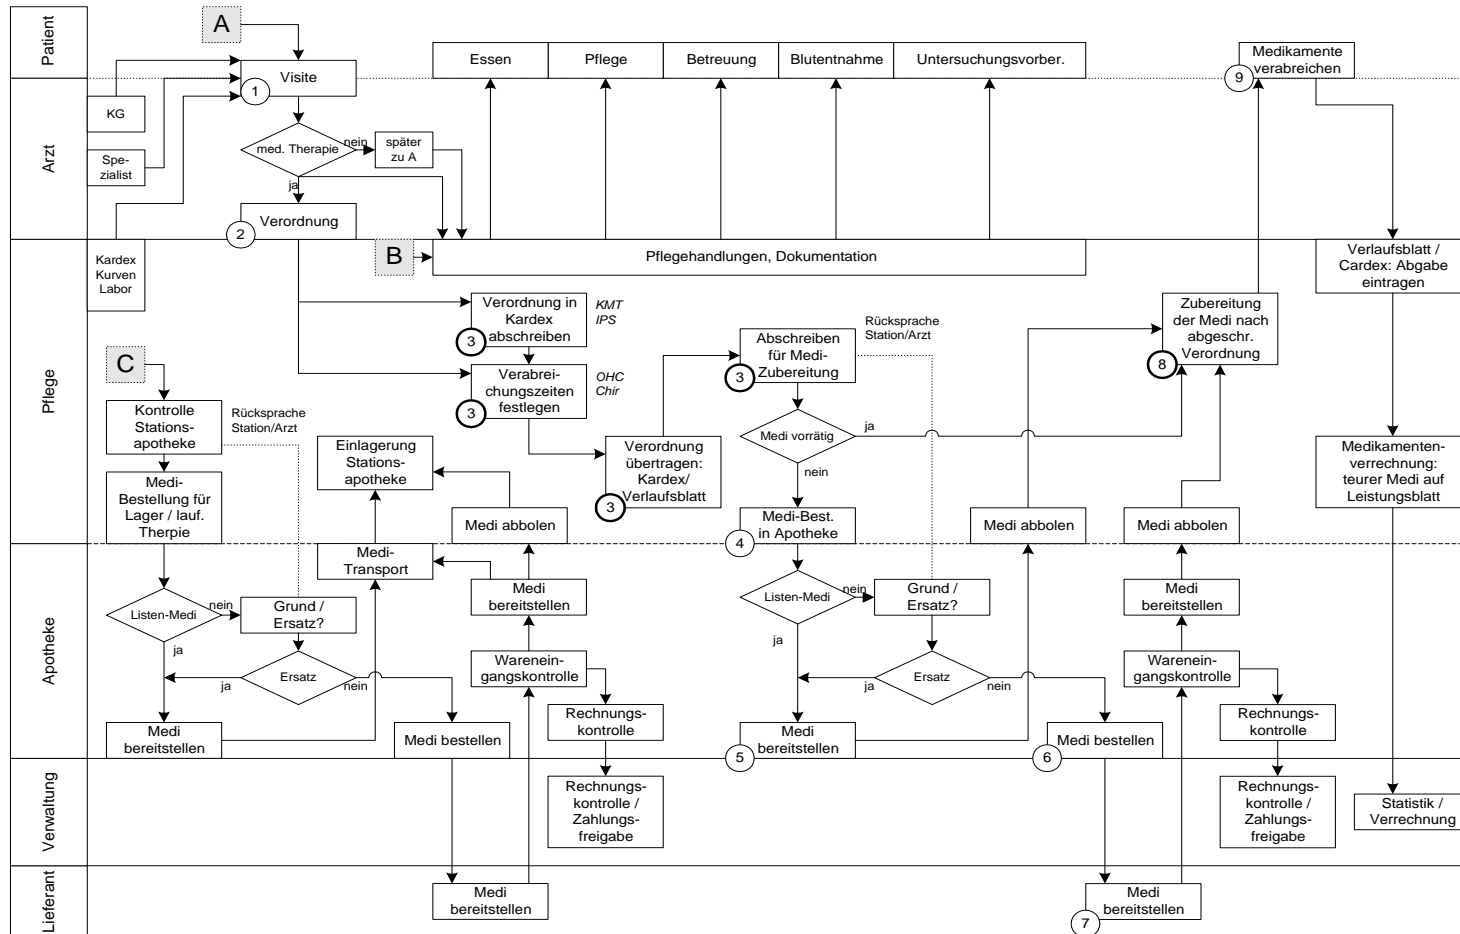 Patient
Arzt
Pflege
Apotheke
Verwaltung
Lieferant
A
Visite
1
KG
Spe-
zialist
Kardex
Kurven
Labor
med. Therapie
nein
ja
später
zu A
Verordnung
2
Essen
Pflege
Betreuung
Blutentnahme
Untersuchungsvorber.
Medikamente
verabreichen
9
B
Pflegehandlungen, Dokumentation
Verordnung in
Kardex
abschreiben
3
KMT
IPS
Verabrei-
chungszeiten
festlegen
3
OHC
Chir
Verordnung
übertragen:
Kardex/
Verlaufsblatt
3
Abschreiben
für Medi-
Zubereitung
3
Rücksprache
Station/Arzt
Medi vorrätig
ja
nein
Medi-Best.
in Apotheke
4
Zubereitung
der Medi nach
abgeschr.
Verordnung
8
Verlaufsblatt /
Cardex: Abgabe
eintragen
Medikamenten-
verrechnung:
teurer Medi auf
Leistungsblatt
C
Kontrolle
Stations-
apotheke
Rücksprache
Station/Arzt
Medi-
Bestellung für
Lager / lauf.
Therpie
Einlagerung
Stations-
apotheke
Medi abbolen
Medi abbolen
Medi abbolen
Medi-
Transport
Listen-Medi
nein
ja
Grund /
Ersatz?
Ersatz
ja
nein
Medi
bereitstellen
Medi bestellen
Medi
bereitstellen
Warenein-
gangskontrolle
Rechnungs-
kontrolle
Rechnungs-
kontrolle /
Zahlungs-
freigabe
Medi
bereitstellen
Listen-Medi
nein
ja
Grund /
Ersatz?
Ersatz
ja
nein
Medi
bereitstellen
5
Medi bestellen
6
Medi
bereitstellen
Warenein-
gangskontrolle
Rechnungs-
kontrolle
Rechnungs-
kontrolle /
Zahlungs-
freigabe
Statistik /
Verrechnung
Medi
bereitstellen
7